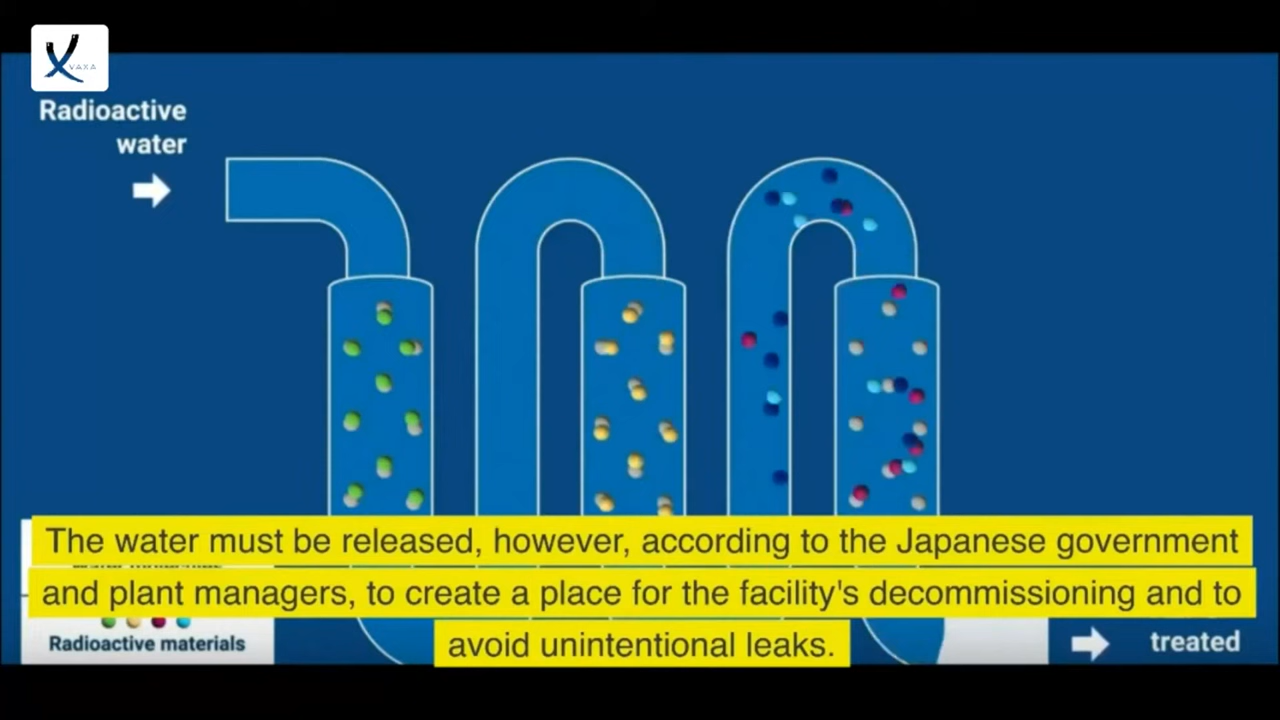 VAXA
Radioactive
water
The water must be released, however, according to the Japanese government
and plant managers, to create a place for the facility's decommissioning and to
avoid unintentional leaks.
Radioactive materials
treated